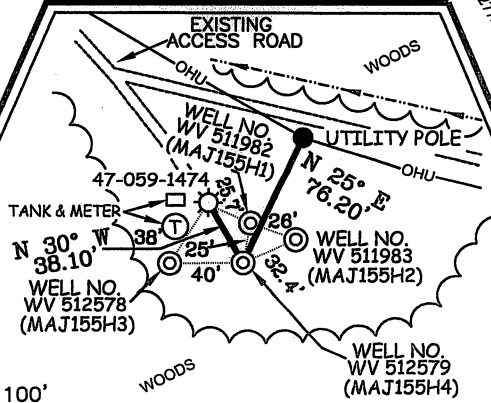 EXISTING
ACCESS ROAD
WOODS
OHU
WELL NO.
WV 511982
(MAJ155H1)
UTILITY POLE
OHU
N 25° E
76.20'
47-059-1474
25.7'
TANK & METER
T
26'
N 30° W
38.10'
38'
25'
40'
32.4'
WELL NO.
WV 511983
(MAJ155H2)
WELL NO.
WV 512578
(MAJ155H3)
WELL NO.
WV 512579
(MAJ155H4)
WOODS
100'